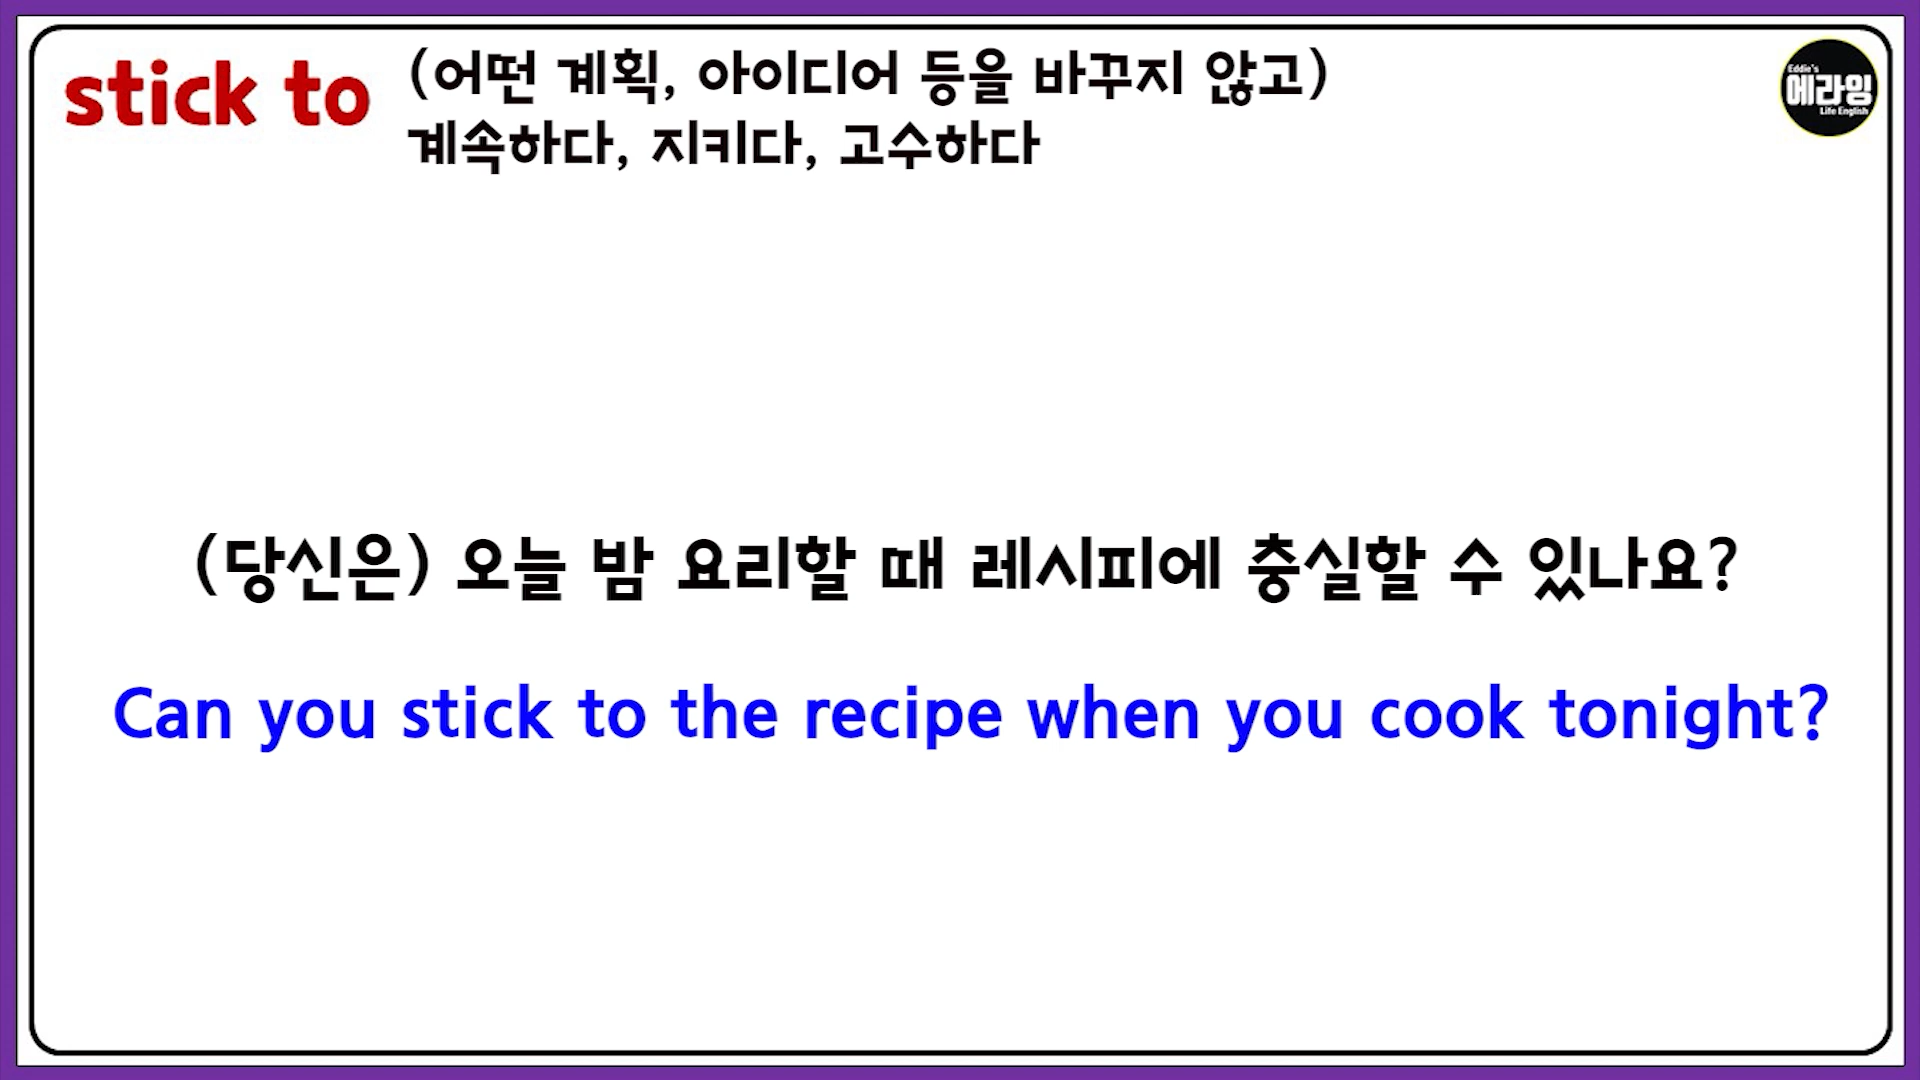 stick to
(어떤 계획, 아이디어 등을 바꾸지 않고)
계속하다, 지키다, 고수하다
Eddie's
에라잉
Life English
(당신은) 오늘 밤 요리할 때 레시피에 충실할 수 있나요?
Can you stick to the recipe when you cook tonight?